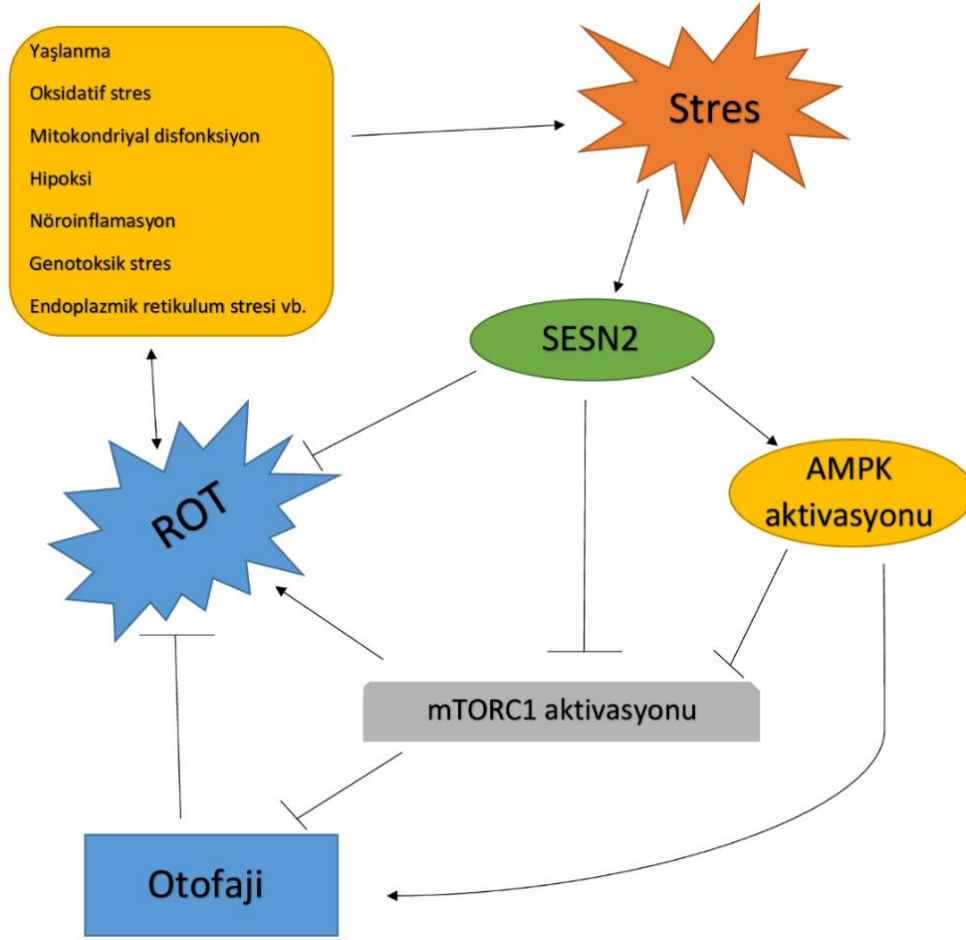 Yaşlanma
Oksidatif stres
Mitokondriyal disfonksiyon
Hipoksi
Nöroinflamasyon
Genotoksik stres
Endoplazmik retikulum stresi vb.
Stres
SESN2
ROT
AMPK
aktivasyonu
mTORC1 aktivasyonu
Otofaji